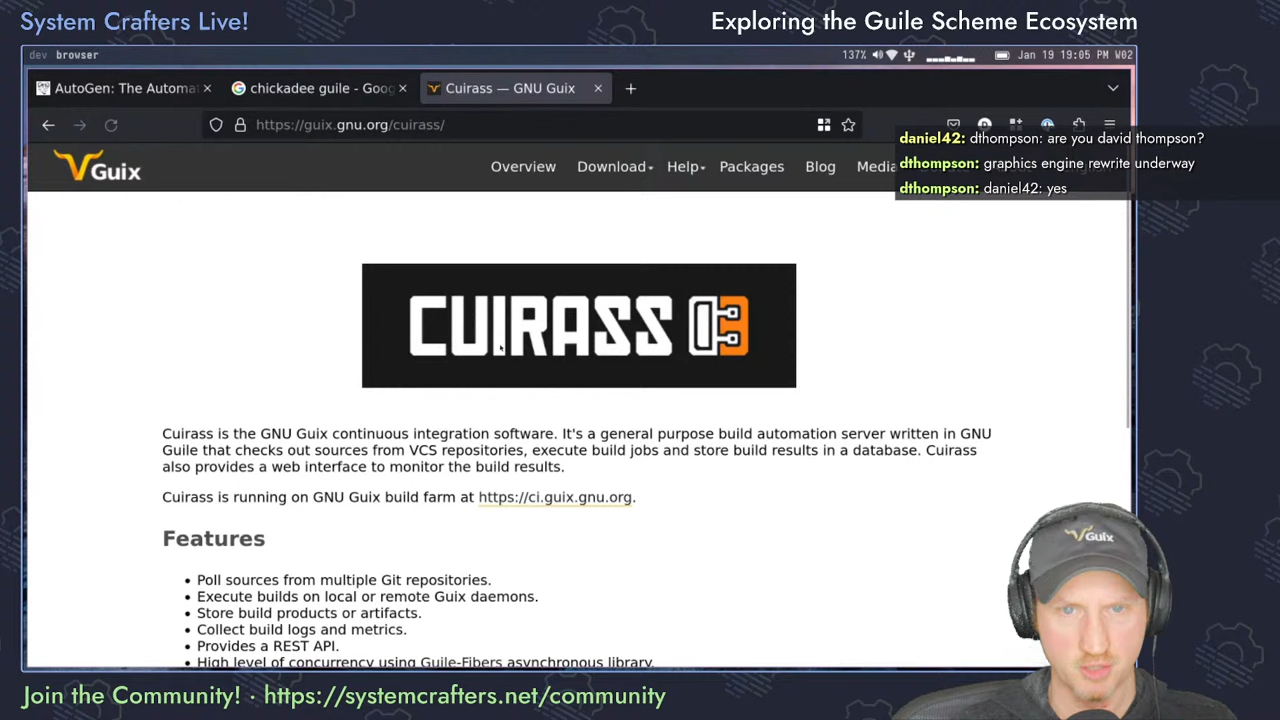 System Crafters Live!
Exploring the Guile Scheme Ecosystem
dev browser
137%
Jan 19 19:05 PM W02
AutoGen: The Automat
chickadee guile - Goog
Cuirass — GNU Guix
https://guix.gnu.org/cuirass/
Guix
Overview
Download
Help
Packages
Blog
Media
daniel42: dthompson: are you david thompson?
dthompson: graphics engine rewrite underway
dthompson: daniel42: yes
CUIRASS
Cuirass is the GNU Guix continuous integration software. It's a general purpose build automation server written in GNU
Guile that checks out sources from VCS repositories, execute build jobs and store build results in a database. Cuirass
also provides a web interface to monitor the build results.
Cuirass is running on GNU Guix build farm at https://ci.guix.gnu.org.
Features
• Poll sources from multiple Git repositories.
• Execute builds on local or remote Guix daemons.
• Store build products or artifacts.
• Collect build logs and metrics.
• Provides a REST API.
• High level of concurrency using Guile-Fibers asynchronous library.
Guix
Join the Community! · https://systemcrafters.net/community